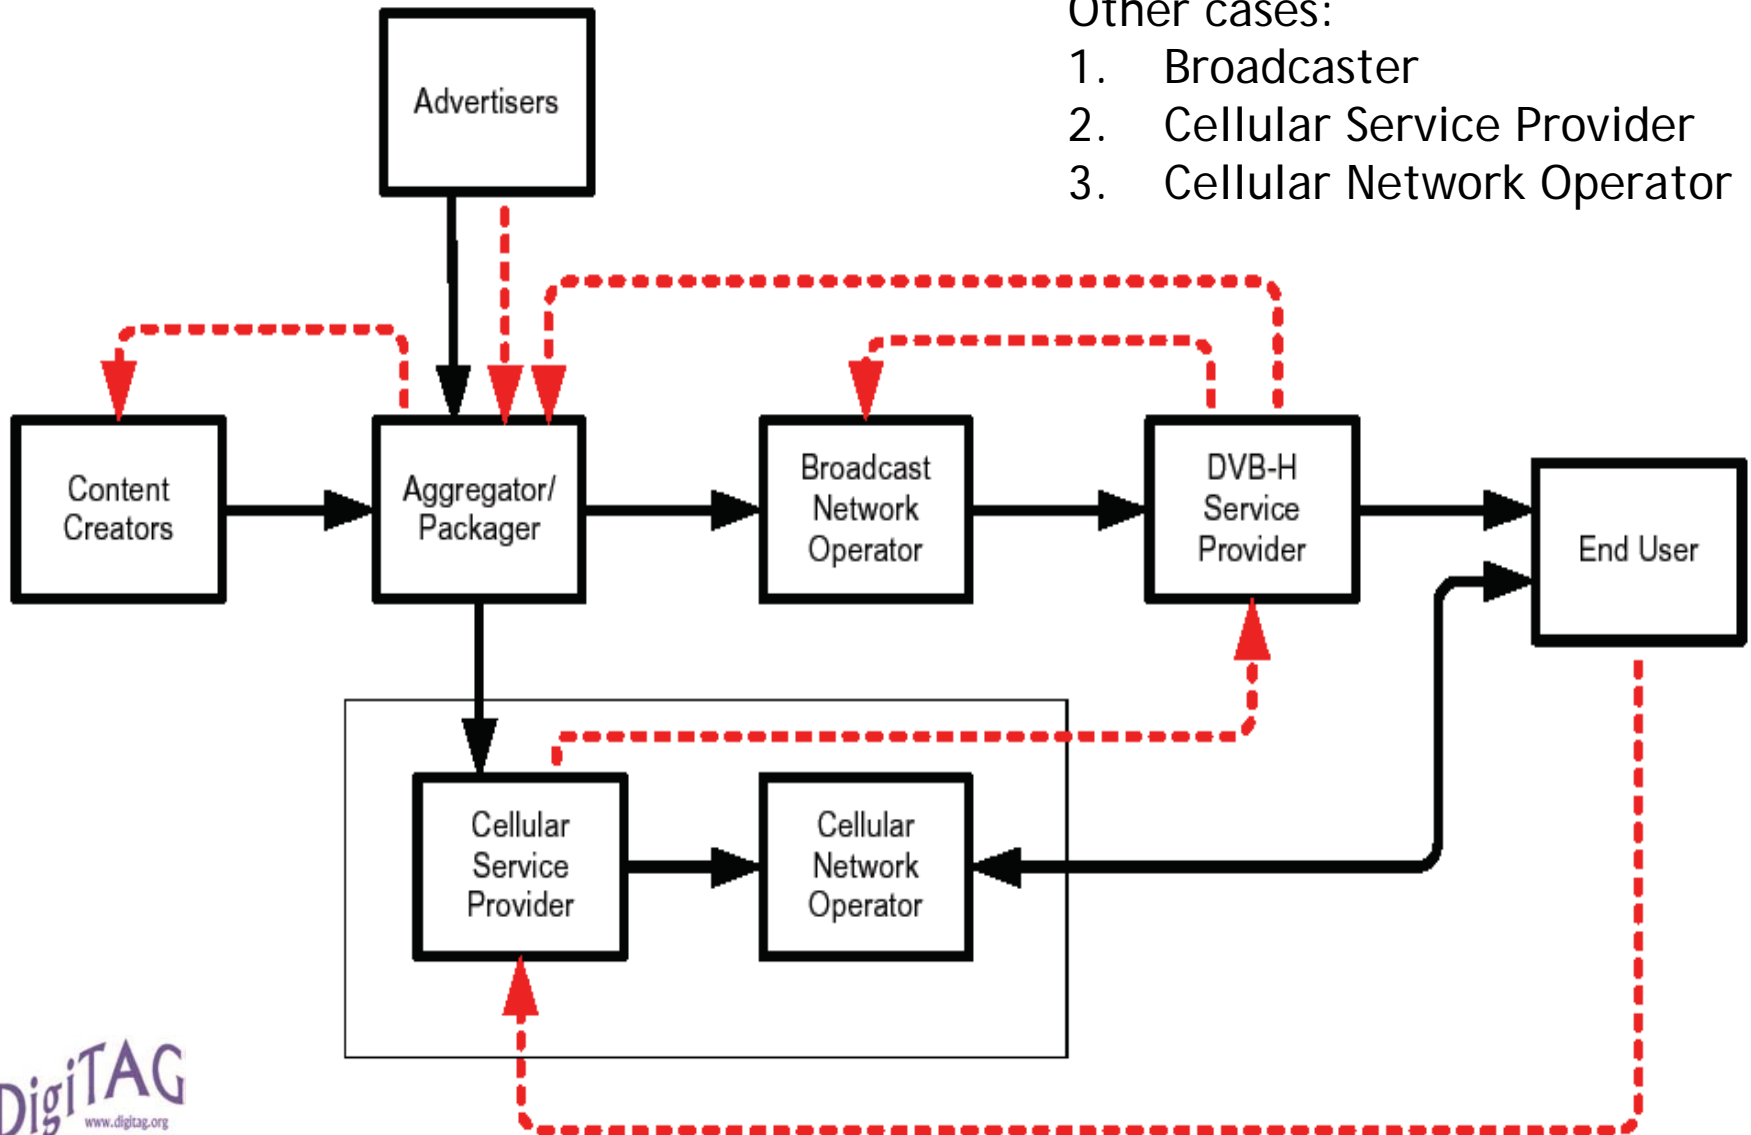 Other cases:
1. Broadcaster
2. Cellular Service Provider
3. Cellular Network Operator
Advertisers
Content
Creators
Aggregator/
Packager
Broadcast
Network
Operator
DVB-H
Service
Provider
End User
Cellular
Service
Provider
Cellular
Network
Operator
DigiTAG
www.digitag.org